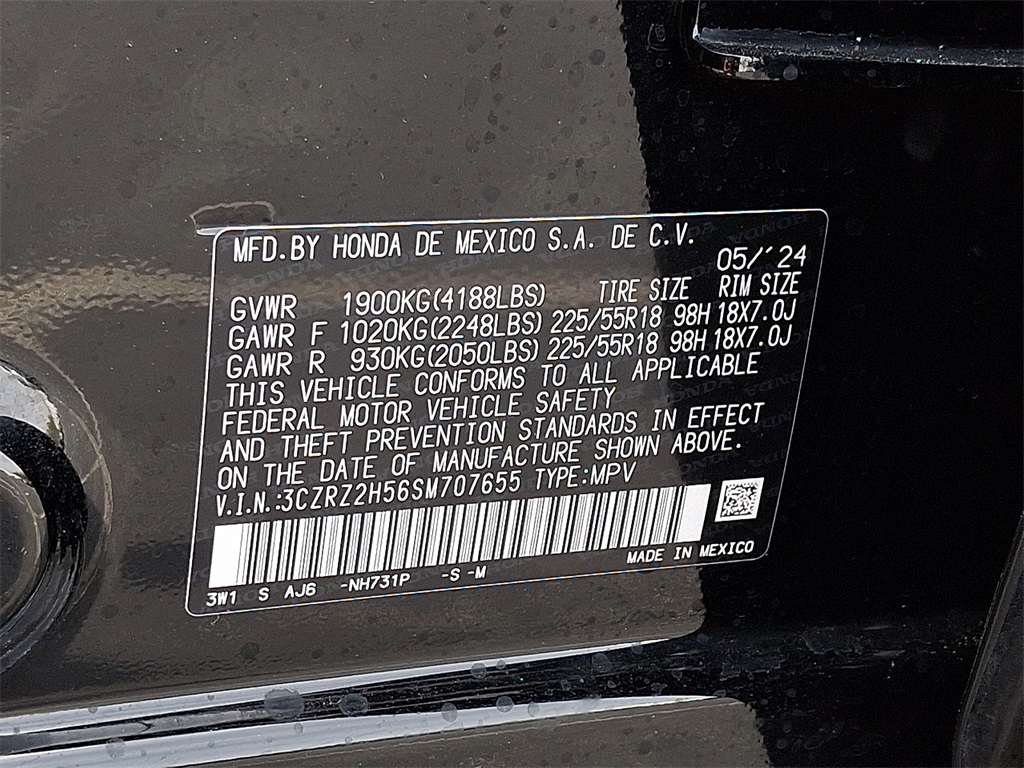 MFD.BY HONDA DE MEXICO S.A. DE C.V.
05/'24
GVWR 1900KG(4188LBS) TIRE SIZE RIM SIZE
GAWR F 1020KG(2248LBS) 225/55R18 98H 18X7.0J
GAWR R 930KG(2050LBS) 225/55R18 98H 18X7.0J
THIS VEHICLE CONFORMS TO ALL APPLICABLE
FEDERAL MOTOR VEHICLE SAFETY
AND THEFT PREVENTION STANDARDS IN EFFECT
ON THE DATE OF MANUFACTURE SHOWN ABOVE.
V.I.N.:3CZRZ2H56SM707655 TYPE:MPV
MADE IN MEXICO
3W1 S AJ6 -NH731P -S -M